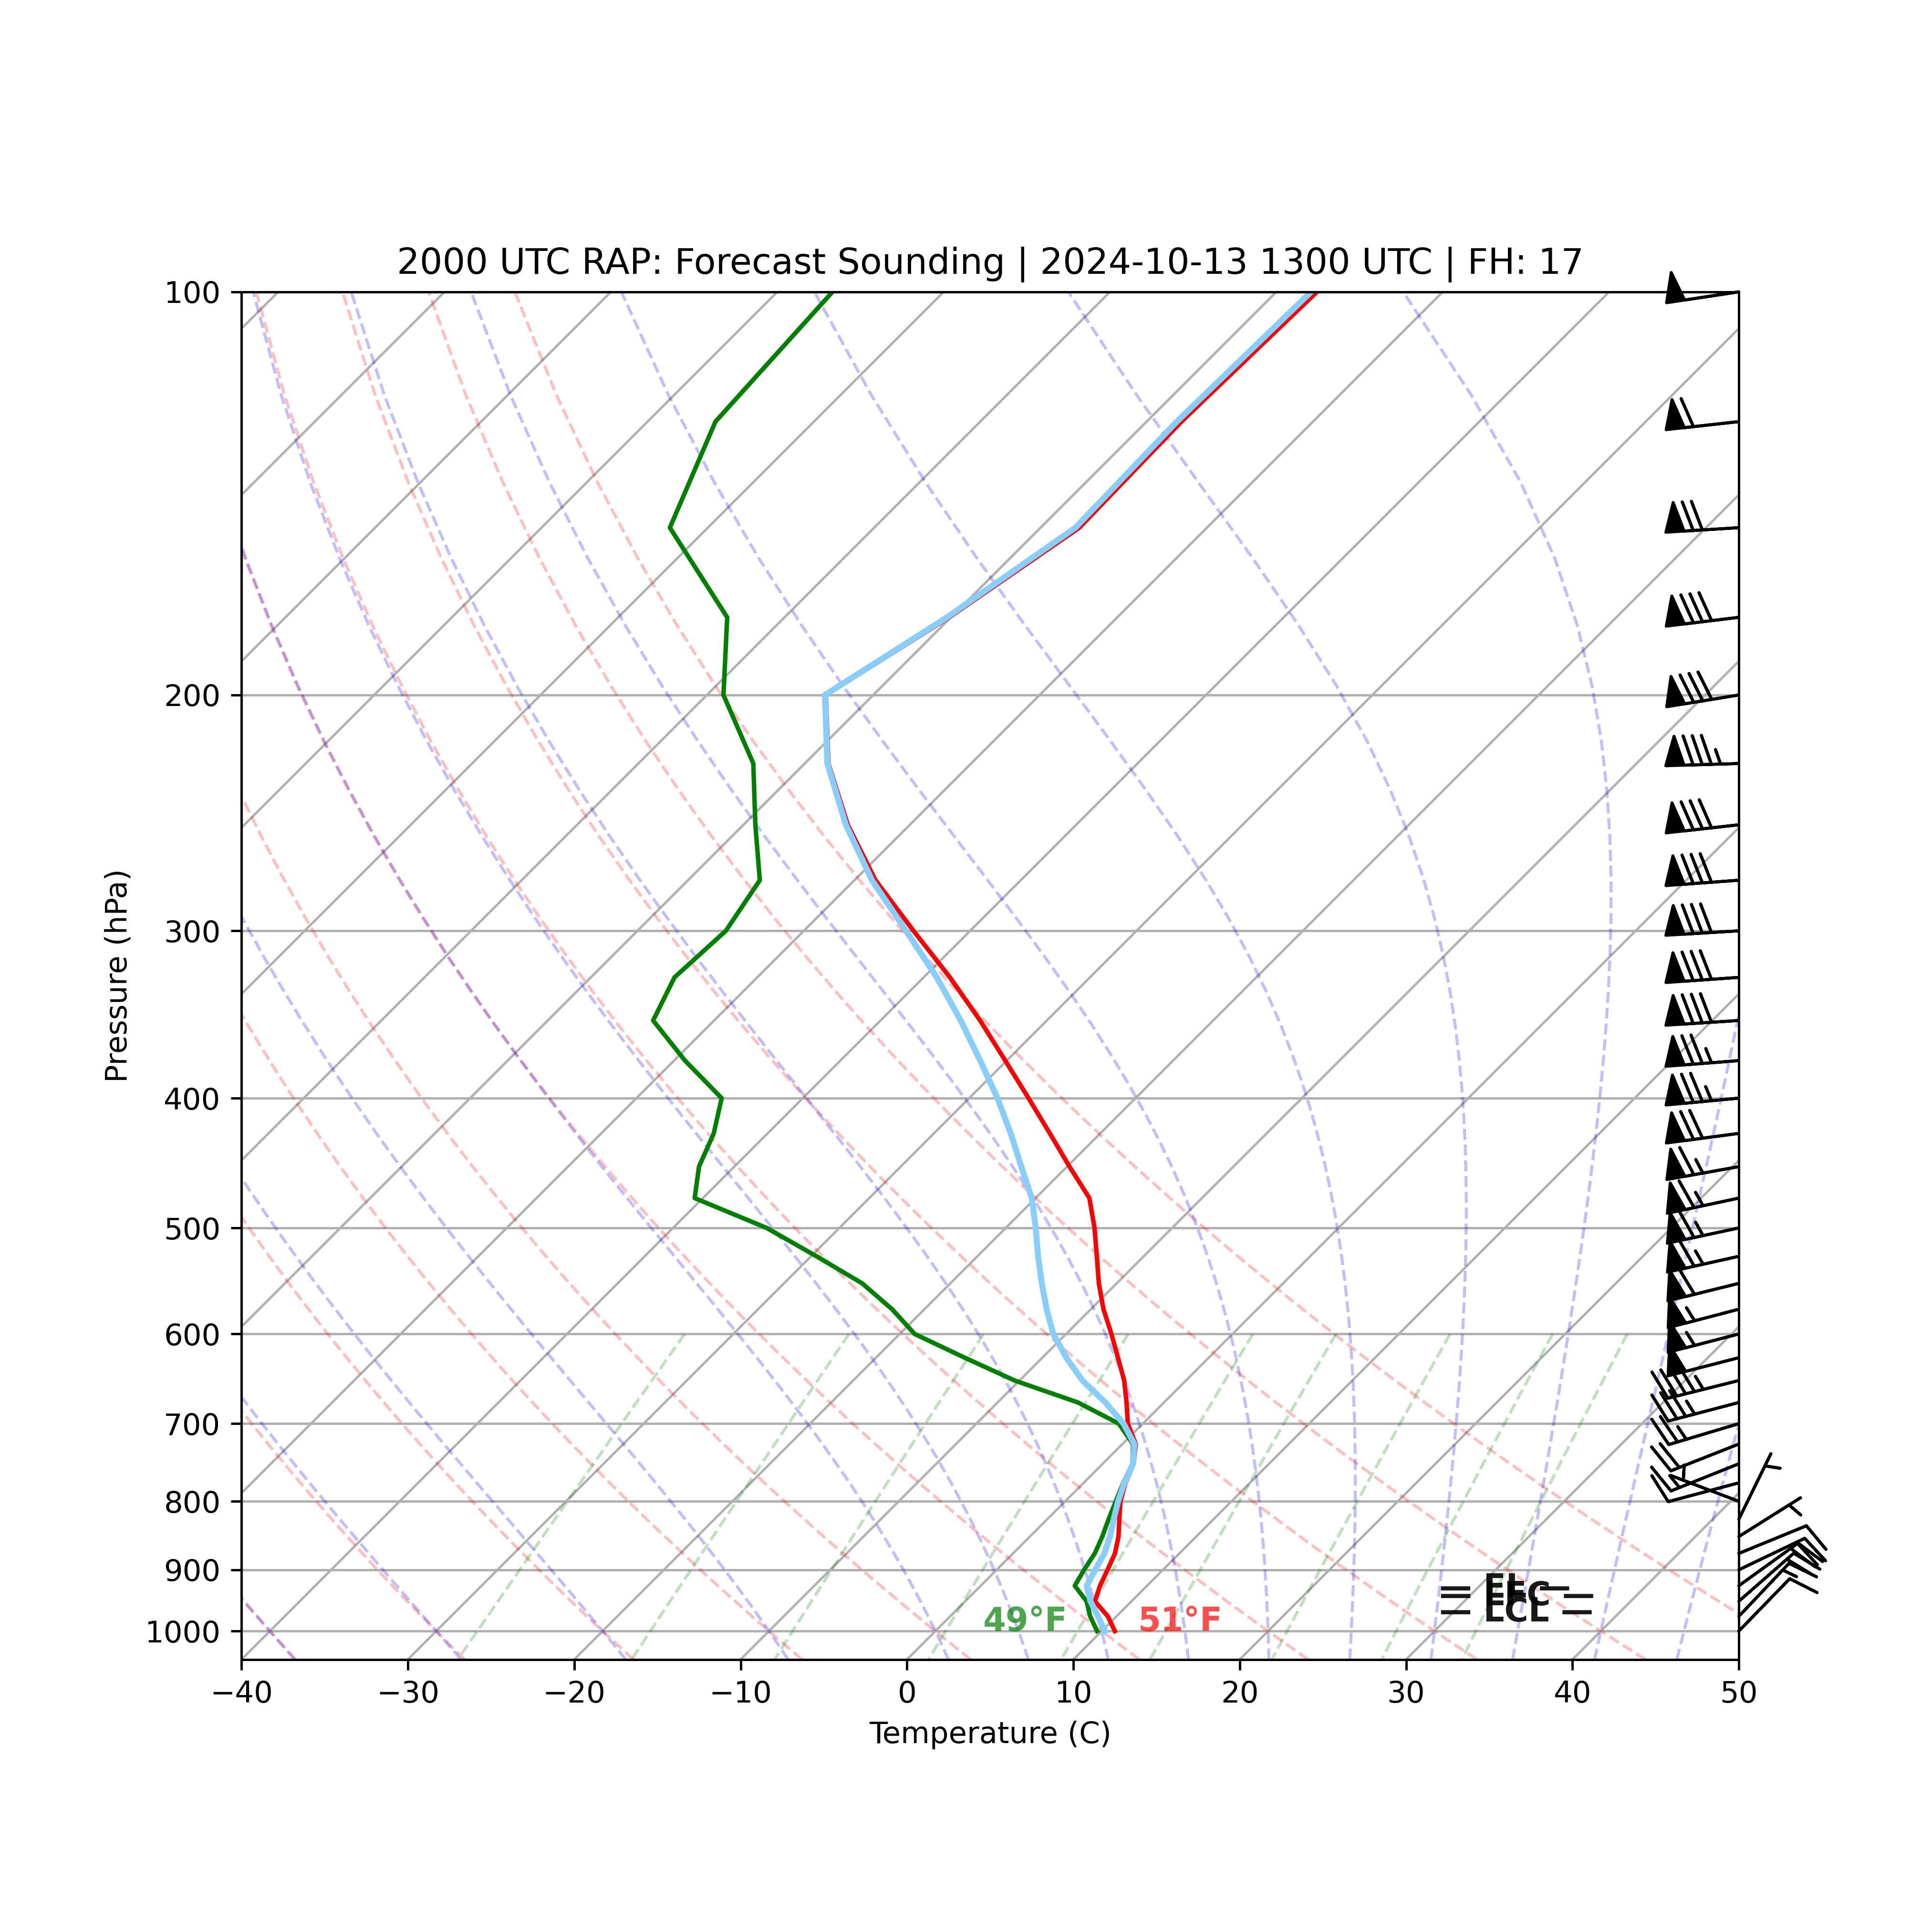 2000 UTC RAP: Forecast Sounding | 2024-10-13 1300 UTC | FH: 17
100
200
300
400
500
600
700
800
900
1000
Pressure (hPa)
= EL =
= LFC =
= LCL =
49°F
51°F
−40
−30
−20
−10
0
10
20
30
40
50
Temperature (C)